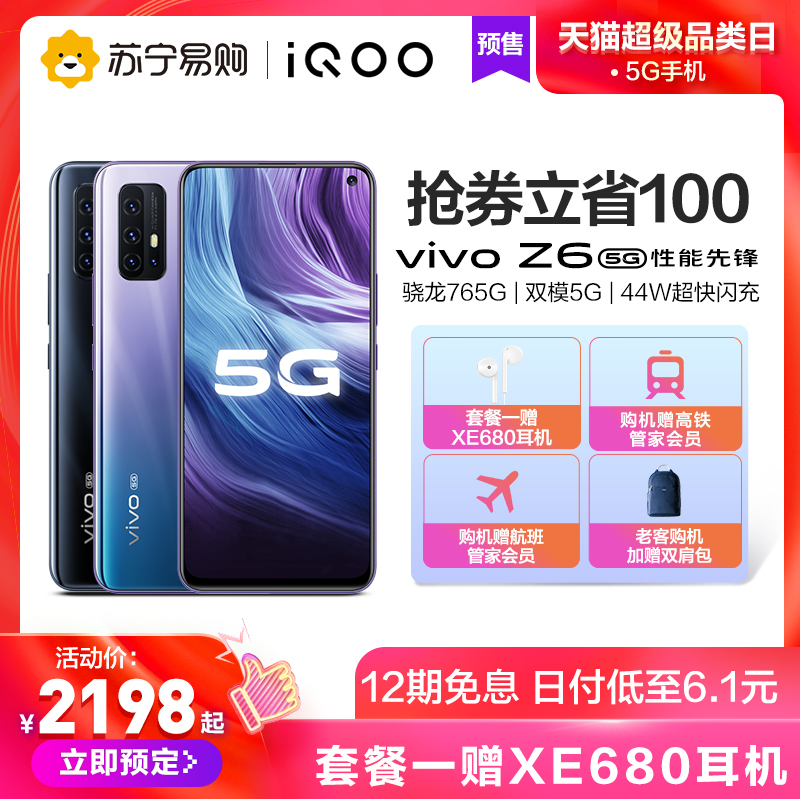 苏宁易购
iQOO
预售
天猫超级品类日
•5G手机
抢券立省100
vivo Z6 5G 性能先锋
骁龙765G | 双模5G | 44W超快闪充
5G
vivo 5G
vivo 5G
套餐一赠
XE680耳机
购机赠高铁
管家会员
购机赠航班
管家会员
老客购机
加赠双肩包
活动价:
¥2198起
立即预定>
12期免息 日付低至6.1元
套餐一赠XE680耳机